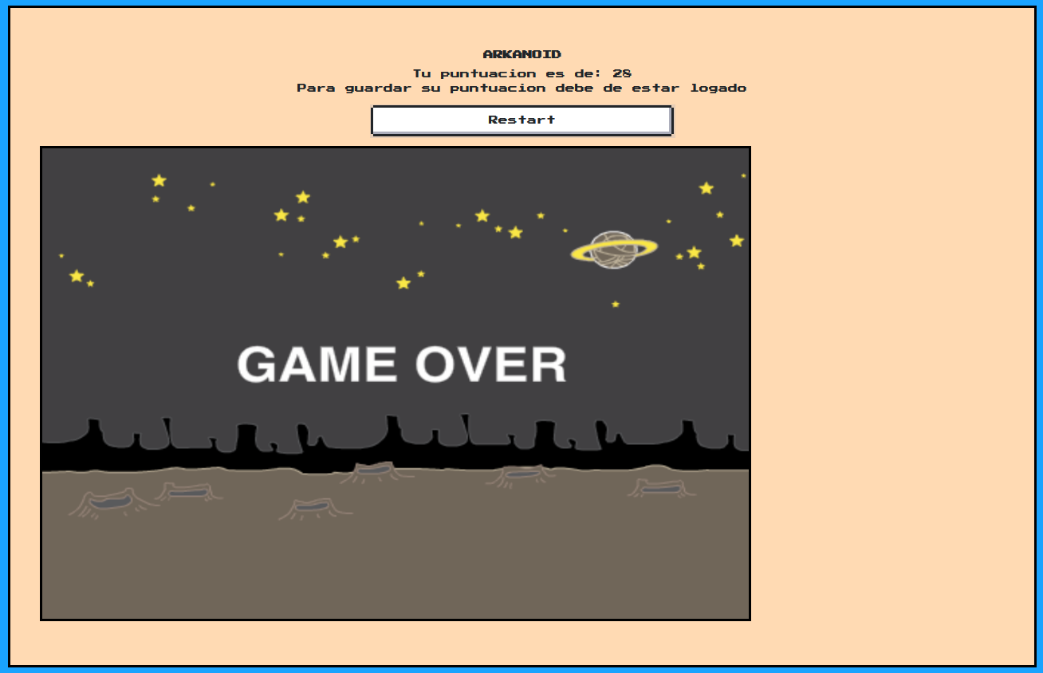 ARKANOID
Tu puntuacion es de: 28
Para guardar su puntuacion debe de estar logado
Restart
GAME OVER